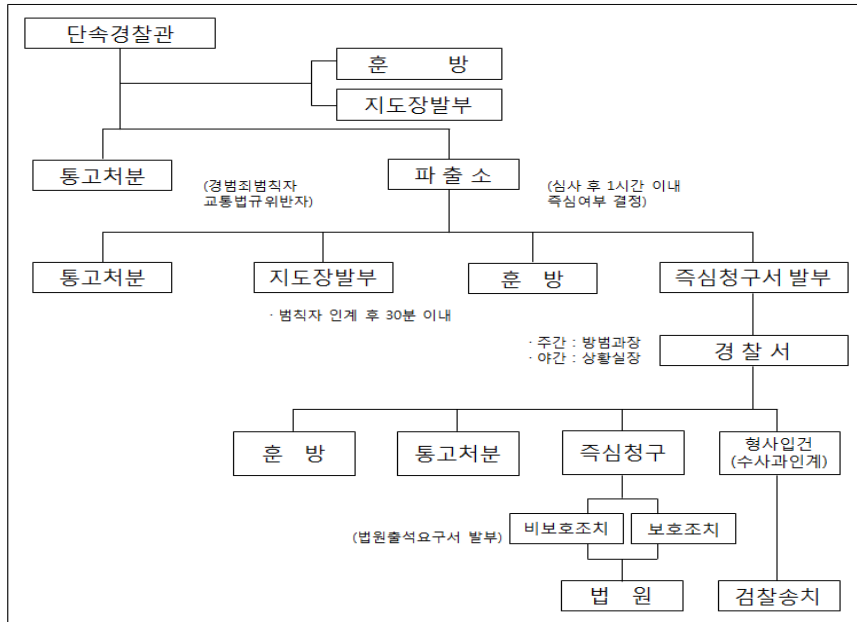 단속경찰관
훈 방
지도장발부
통고처분
(경범죄범칙자
교통법규위반자)
파 출 소
(심사 후 1시간 이내
즉심여부 결정)
통고처분
지도장발부
훈 방
즉심청구서 발부
· 범칙자 인계 후 30분 이내
· 주간 : 방범과장
· 야간 : 상황실장
경 찰 서
훈 방
통고처분
즉심청구
형사입건
(수사과인계)
(법원출석요구서 발부)
비보호조치
보호조치
법 원
검찰송치